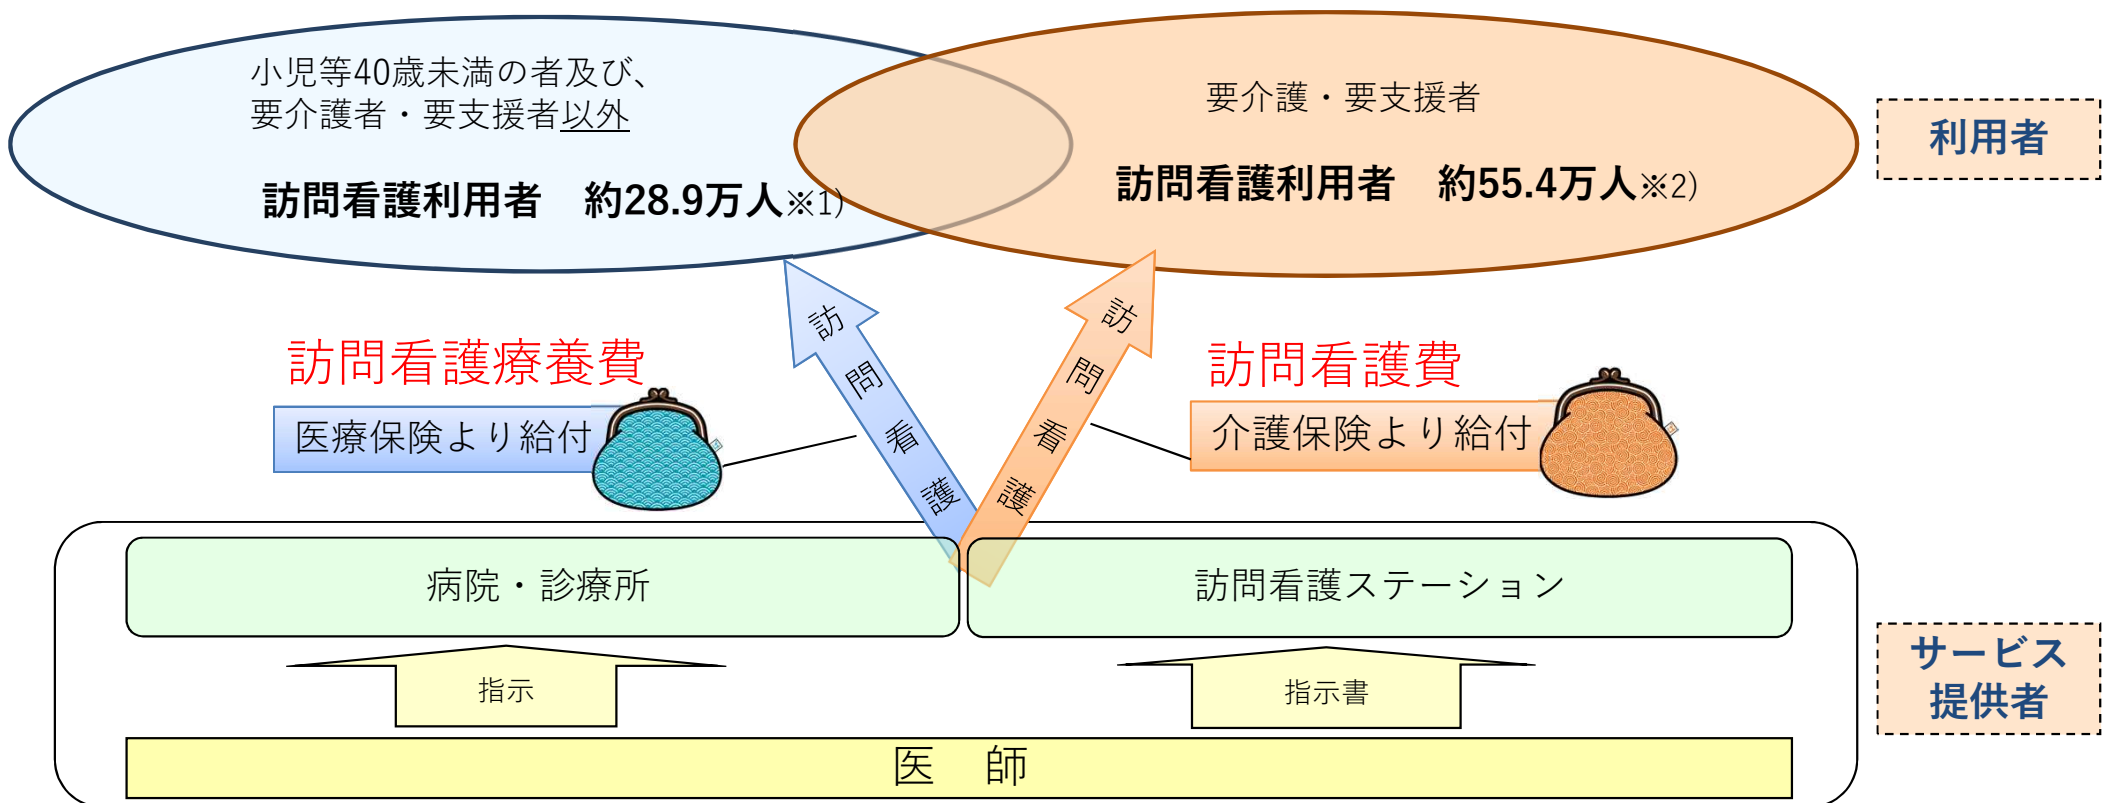 小児等40歳未満の者及び、
要介護者・要支援者以外
訪問看護利用者　約28.9万人※1)
要介護・要支援者
訪問看護利用者　約55.4万人※2)
利用者
訪問看護
訪問看護
訪問看護療養費
医療保険より給付
訪問看護費
介護保険より給付
病院・診療所
訪問看護ステーション
指示
指示書
医　師
サービス
提供者